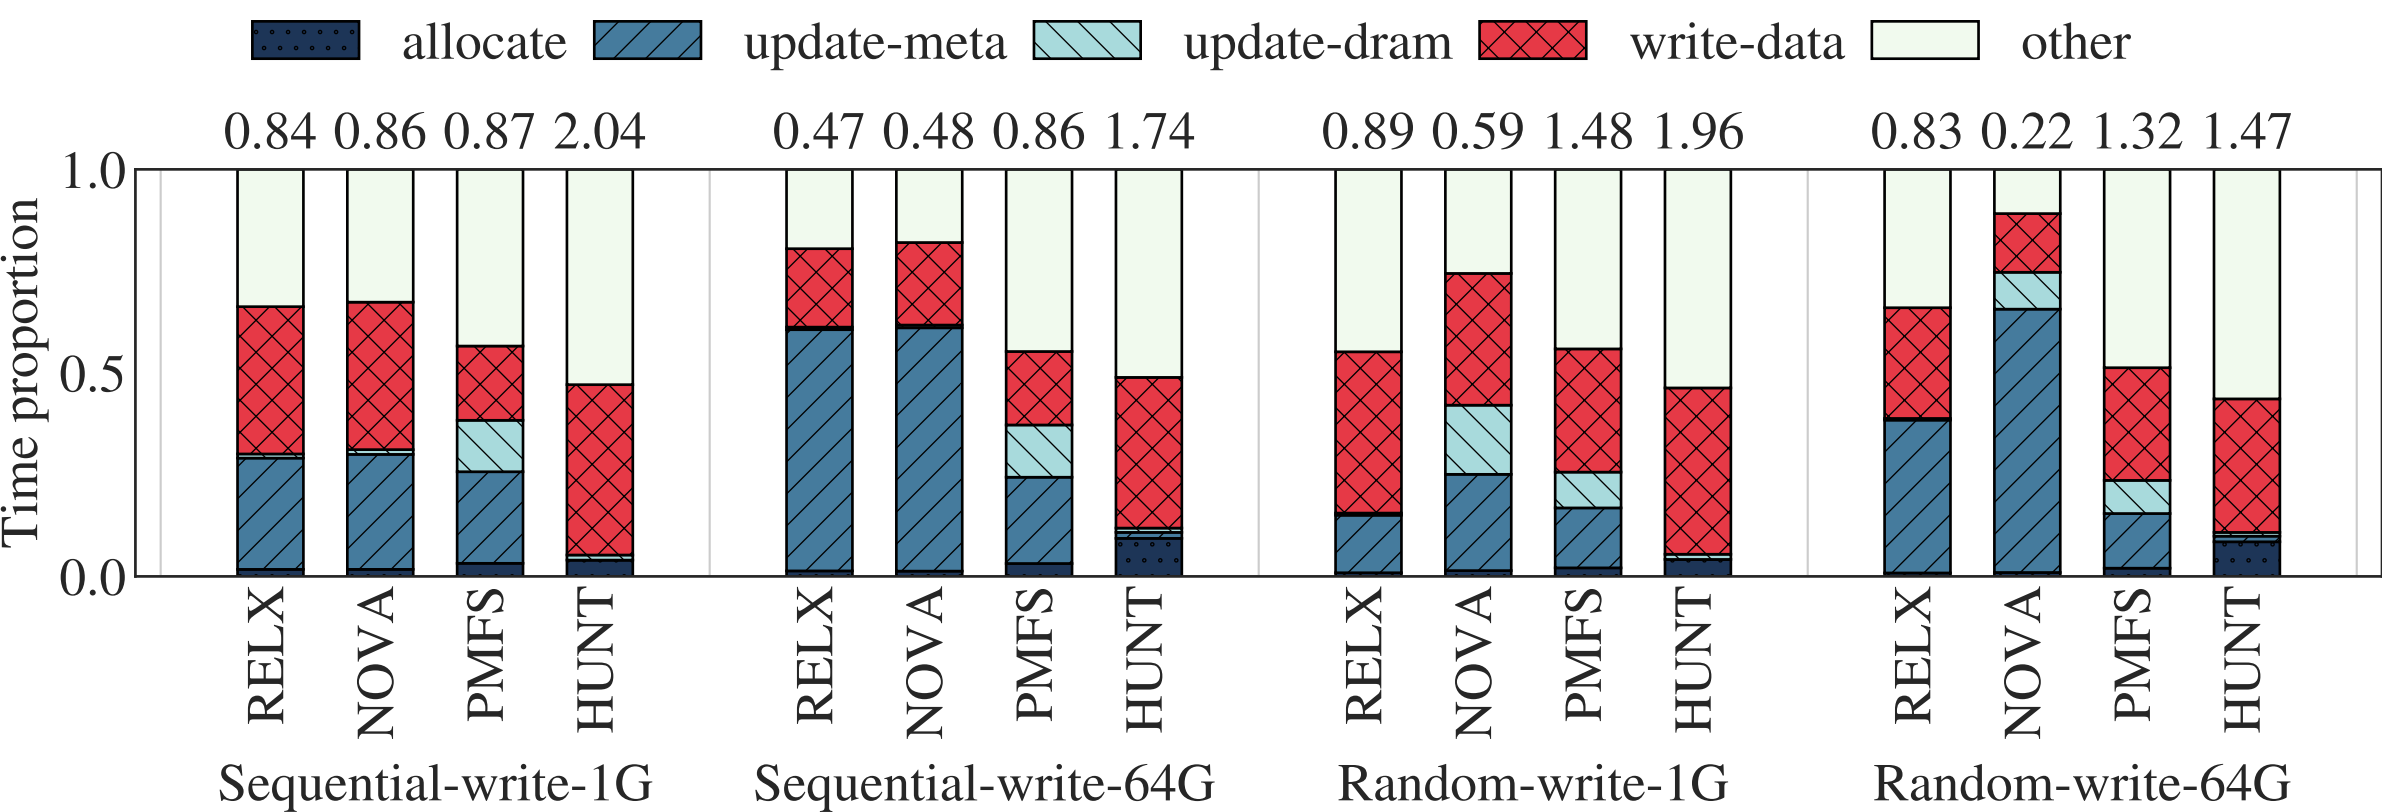 allocate update-meta update-dram write-data other
0.84 0.86 0.87 2.04 0.47 0.48 0.86 1.74 0.89 0.59 1.48 1.96 0.83 0.22 1.32 1.47
Time proportion
1.0
0.5
0.0
RELX NOVA PMFS HUNT RELX NOVA PMFS HUNT RELX NOVA PMFS HUNT RELX NOVA PMFS HUNT
Sequential-write-1G Sequential-write-64G Random-write-1G Random-write-64G